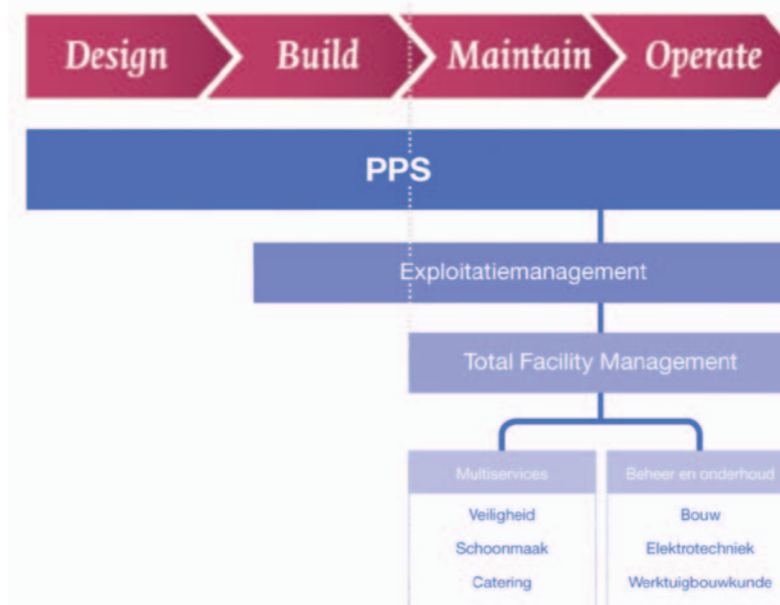 Design Build Maintain Operate
PPS
Exploitatiemanagement
Total Facility Management
Multiservices Beheer en onderhoud
Veiligheid Bouw
Schoonmaak Elektrotechniek
Catering Werktuigbouwkunde